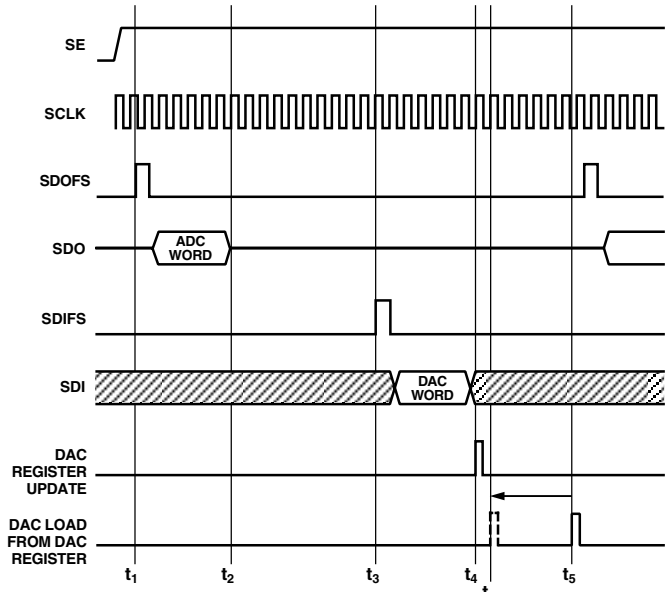 SE
SCLK
SDOFS
SDO
ADC
WORD
SDIFS
SDI
DAC
WORD
DAC
REGISTER
UPDATE
DAC LOAD
FROM DAC
REGISTER
t1
t2
t3
t4
t5
t